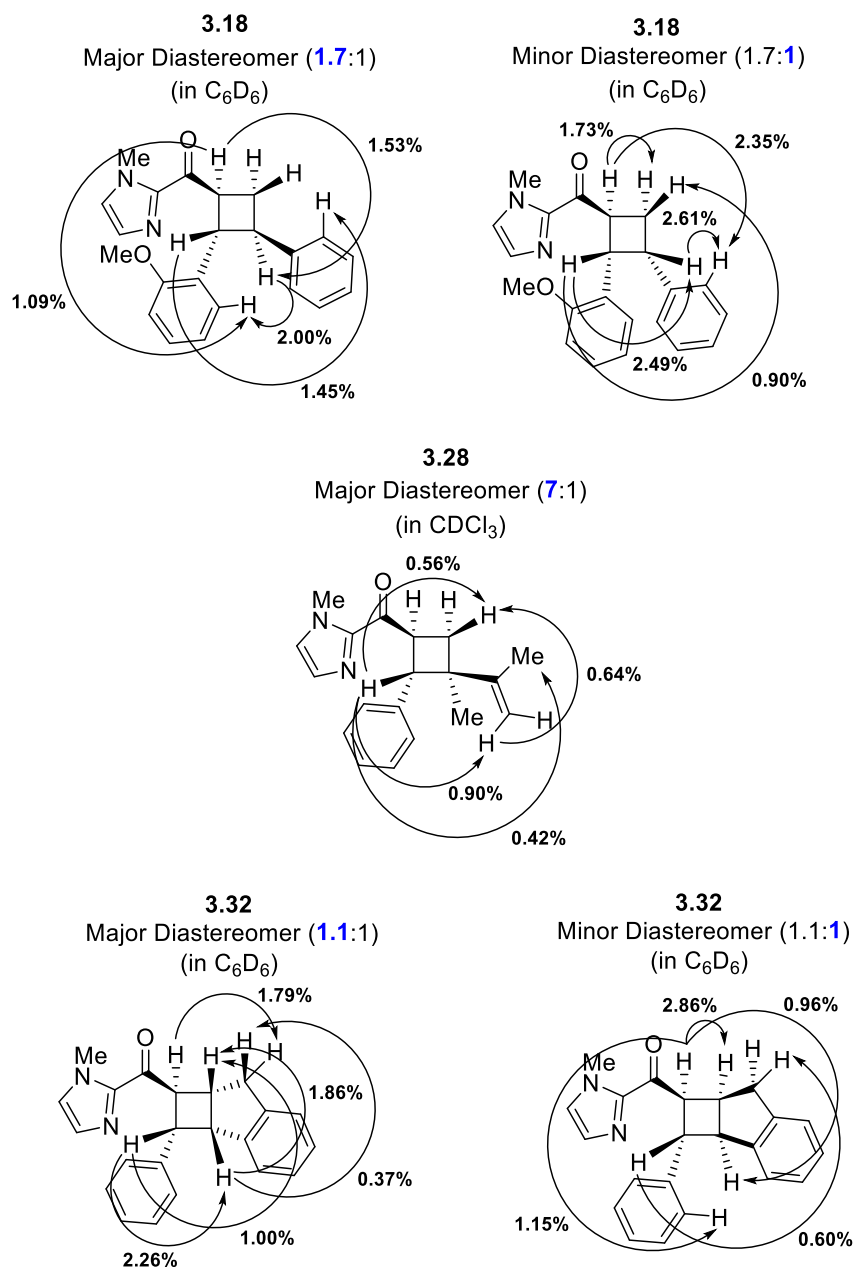 3.18
Major Diastereomer (1.7:1)
(in C6D6)
3.18
Minor Diastereomer (1.7:1)
(in C6D6)
1.53%
O
Me
H
H
H
N
N
H
H
MeO
H
H
1.09%
2.00%
1.45%
1.73%
2.35%
O
Me
H
H
H
N
2.61%
N
H
H
H
MeO
2.49%
0.90%
3.28
Major Diastereomer (7:1)
(in CDCl3)
0.56%
O
Me
H
H
H
N
N
Me
0.64%
H
Me
H
H
0.90%
0.42%
3.32
Major Diastereomer (1.1:1)
(in C6D6)
1.79%
O
H
H
H
H
Me
N
1.86%
N
H
H
0.37%
1.00%
2.26%
3.32
Minor Diastereomer (1.1:1)
(in C6D6)
2.86%
0.96%
O
Me
H
H
H
H
N
N
H
H
H
1.15%
0.60%